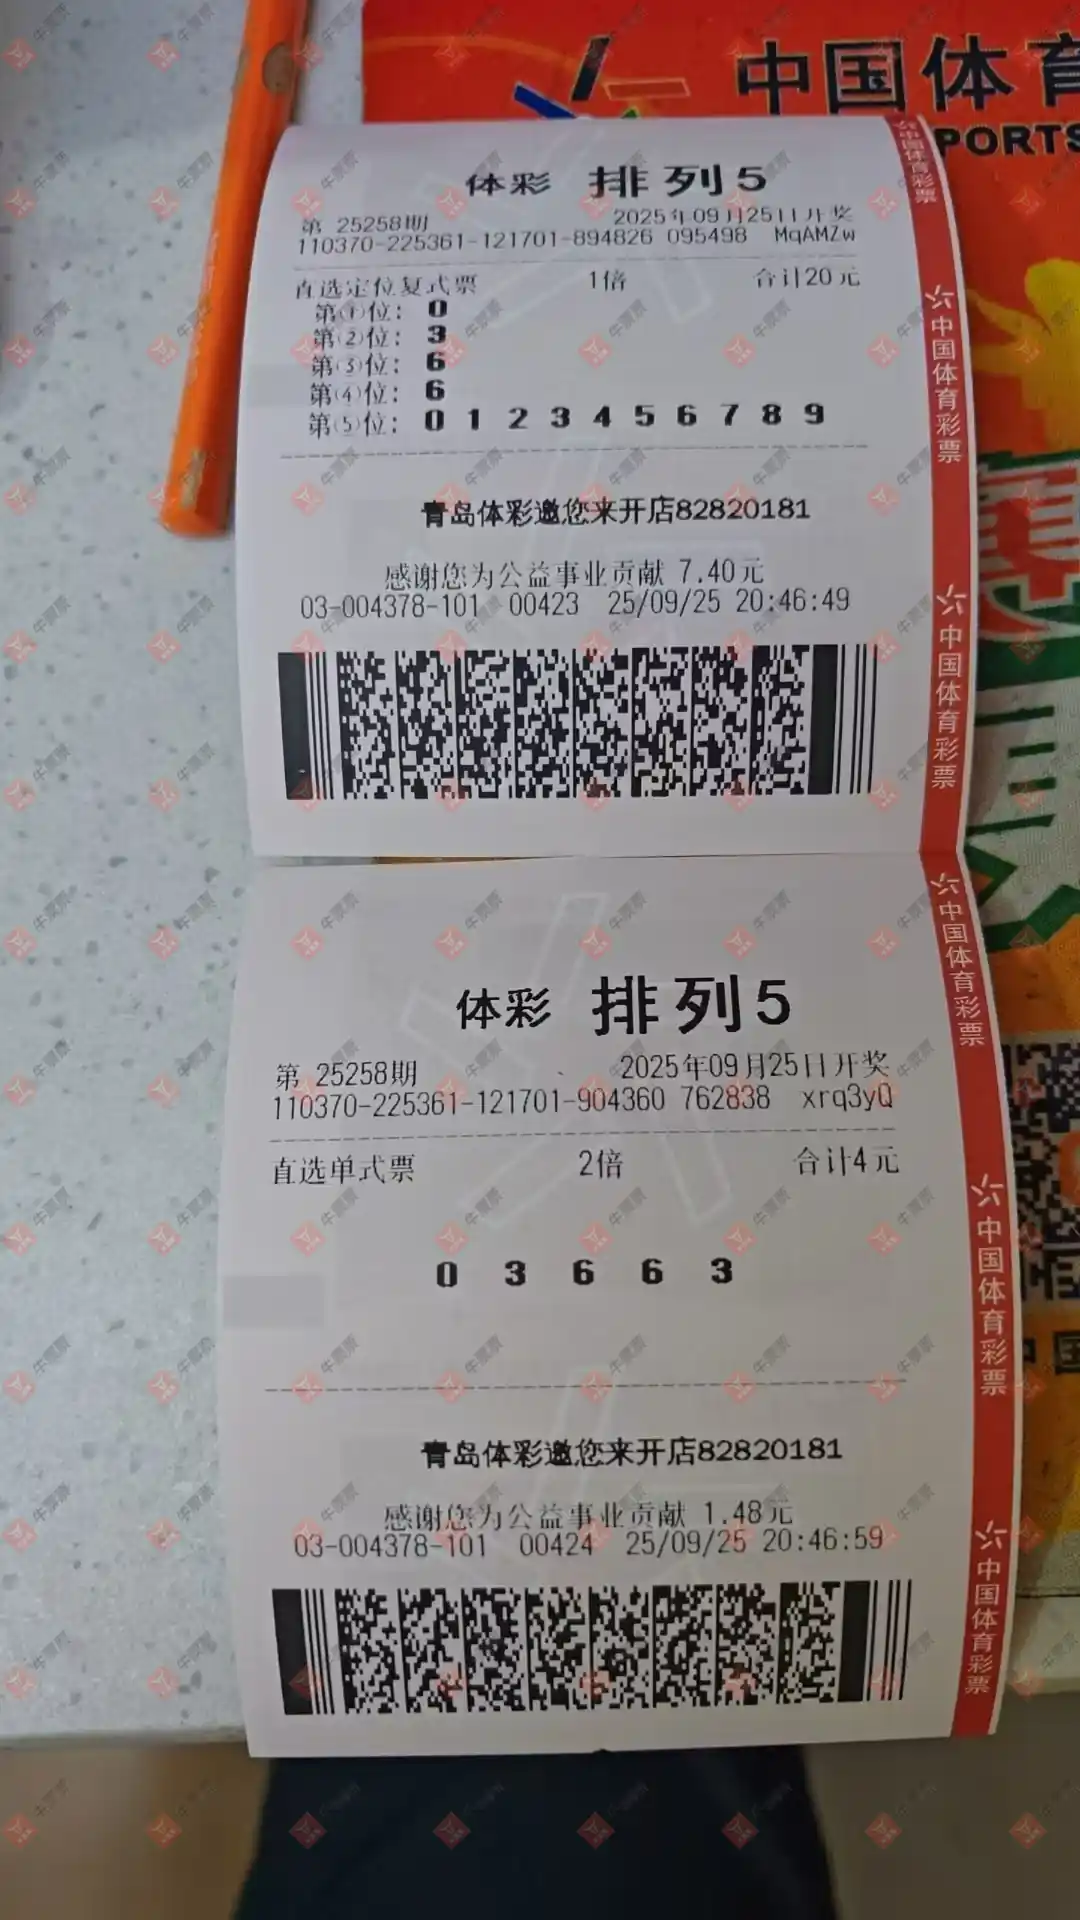 中国体育
PORTS
体彩 排列5
第 25258期 2025年09月25日开奖
110370-225361-121701-894826 095498 MqAMZw
直选定位复式票 1倍 合计20元
第①位: 0
第②位: 3
第③位: 6
第④位: 6
第⑤位: 0 1 2 3 4 5 6 7 8 9
青岛体彩邀您来开店82820181
感谢您为公益事业贡献 7.40元
03-004378-101 00423 25/09/25 20:46:49
中国体育彩票
中国体育彩票
中国体育彩票
体彩 排列5
第 25258期 2025年09月25日开奖
110370-225361-121701-904360 762838 xrq3yQ
直选单式票 2倍 合计4元
0 3 6 6 3
青岛体彩邀您来开店82820181
感谢您为公益事业贡献 1.48元
03-004378-101 00424 25/09/25 20:46:59
中国体育彩票
中国体育彩票
中国体育彩票
中国
牛票票